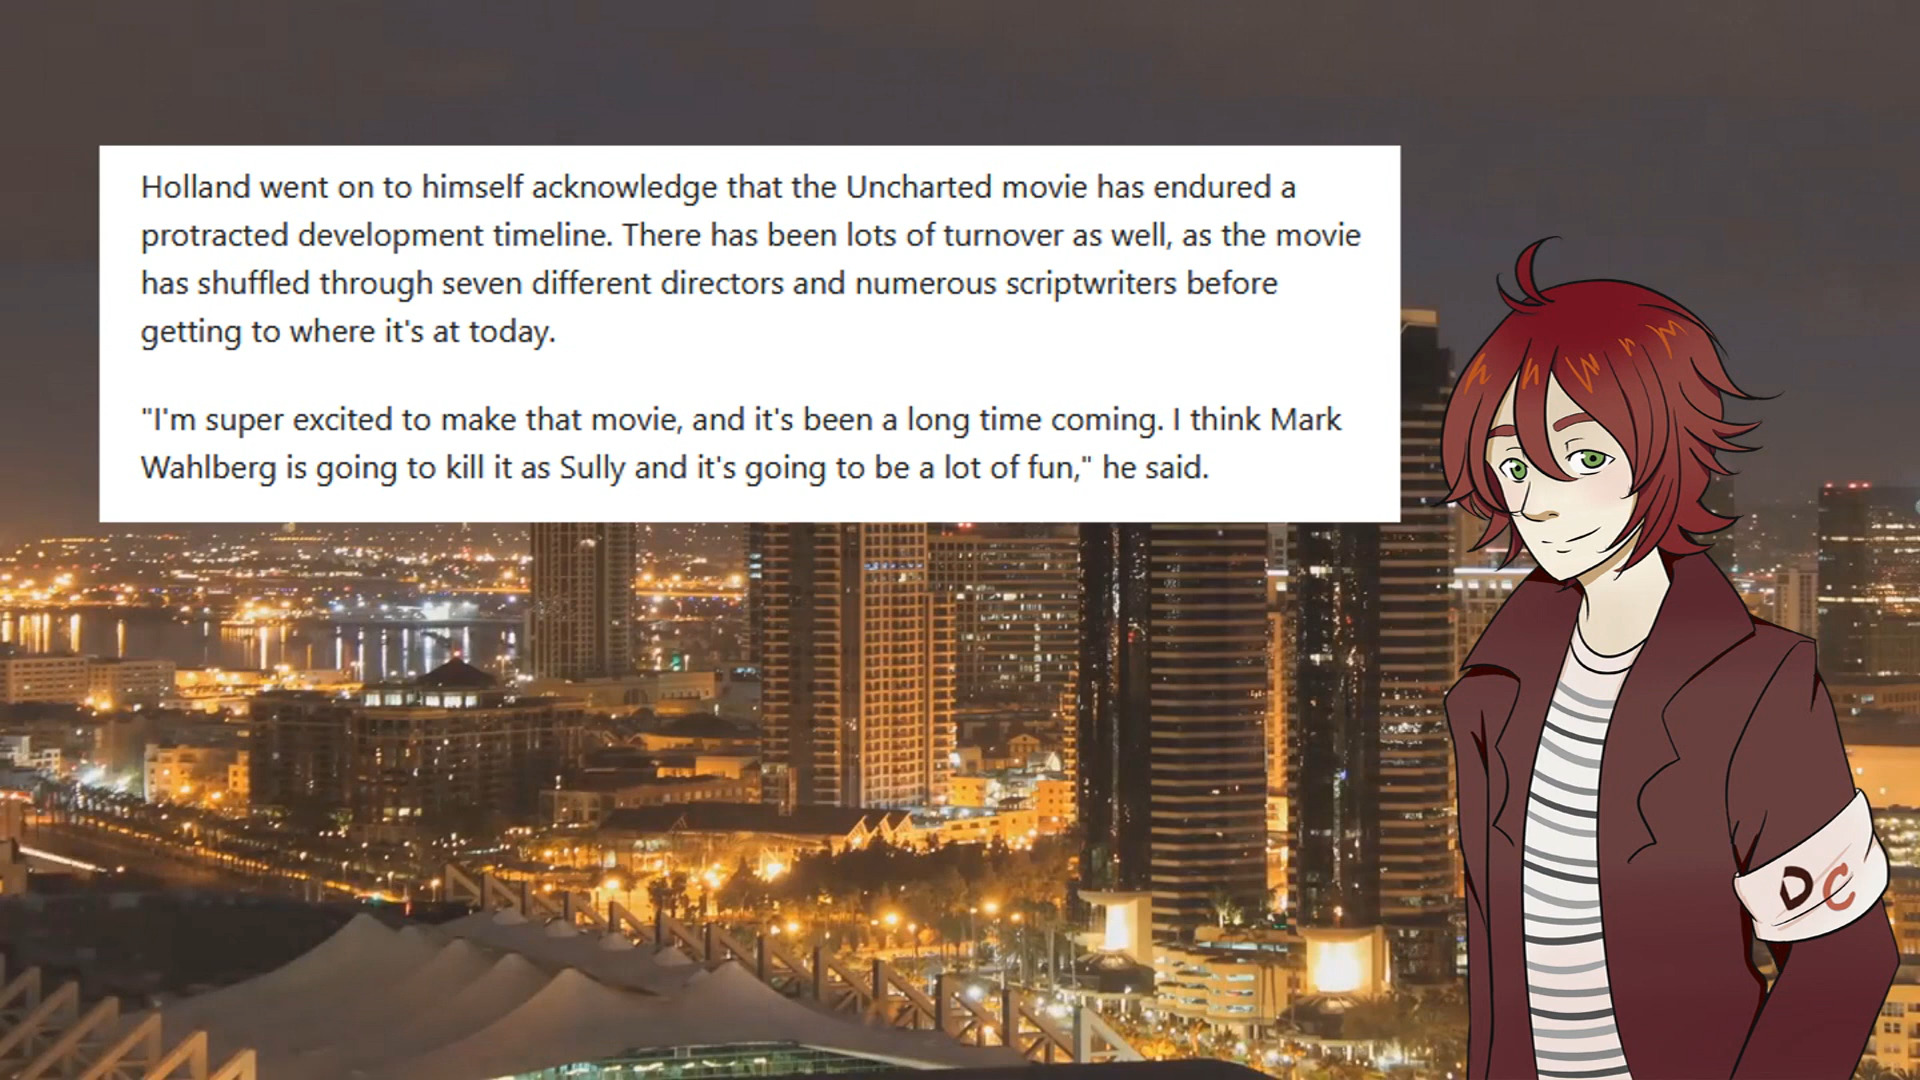 Holland went on to himself acknowledge that the Uncharted movie has endured a
protracted development timeline. There has been lots of turnover as well, as the movie
has shuffled through seven different directors and numerous scriptwriters before
getting to where it's at today.
"I'm super excited to make that movie, and it's been a long time coming. I think Mark
Wahlberg is going to kill it as Sully and it's going to be a lot of fun," he said.
DC